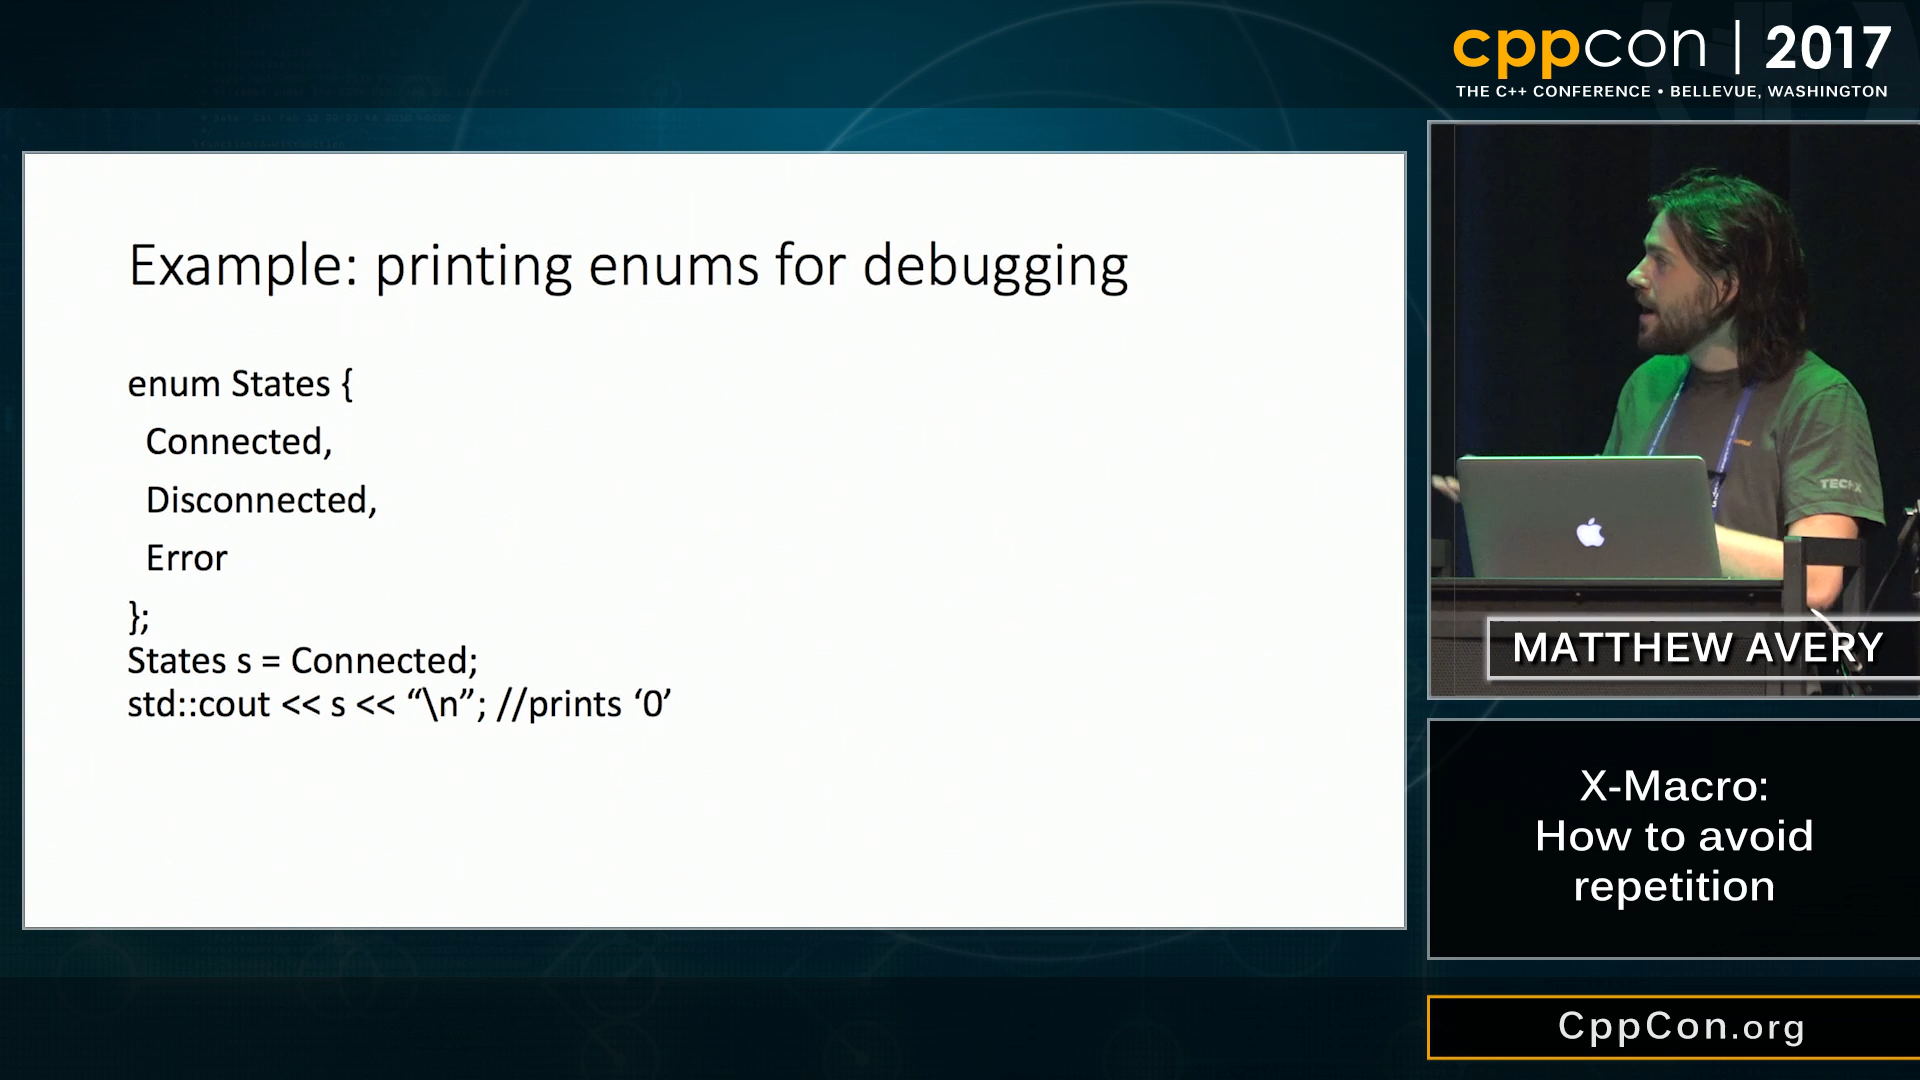 cppcon | 2017
THE C++ CONFERENCE • BELLEVUE, WASHINGTON
Example: printing enums for debugging
enum States {
Connected,
Disconnected,
Error
};
States s = Connected;
std::cout << s << “\n”; //prints ‘0’
MATTHEW AVERY
X-Macro:
How to avoid
repetition
CppCon.org